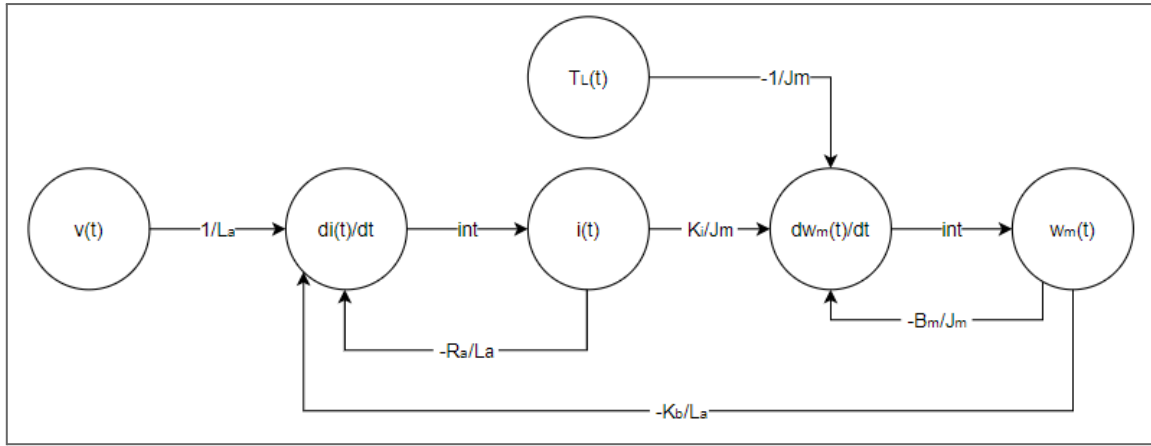 TL(t)
-1/Jm
v(t)
1/La
di(t)/dt
int
i(t)
Ki/Jm
dwm(t)/dt
int
wm(t)
-Bm/Jm
-Ra/La
-Kb/La